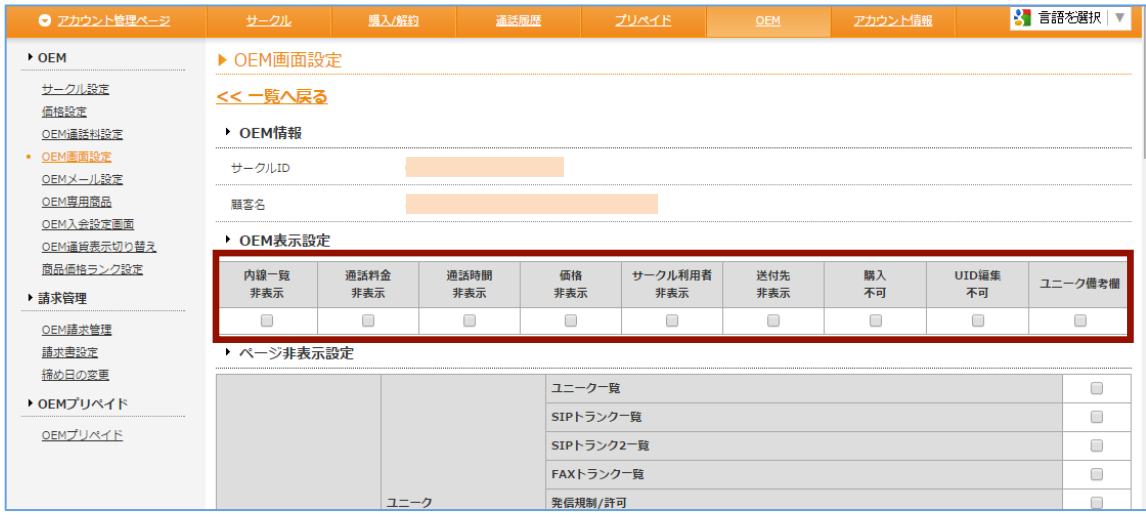 アカウント管理ページ
サークル
購入/解約
通話履歴
プリペイド
OEM
アカウント情報
言語を選択
OEM
サークル設定
価格設定
OEM通話料設定
OEM画面設定
OEMメール設定
OEM専用商品
OEM入会設定画面
OEM通貨表示切り替え
商品価格ランク設定
請求管理
OEM請求管理
請求書設定
締め日の変更
OEMプリペイド
OEMプリペイド
OEM画面設定
<< 一覧へ戻る
OEM情報
サークルID
顧客名
OEM表示設定
内線一覧
非表示
通話料金
非表示
通話時間
非表示
価格
非表示
サークル利用者
非表示
送付先
非表示
購入
不可
UID編集
不可
ユニーク備考欄
ページ非表示設定
ユニーク一覧
SIPトランク一覧
SIPトランク2一覧
FAXトランク一覧
ユニーク
発信規制/許可